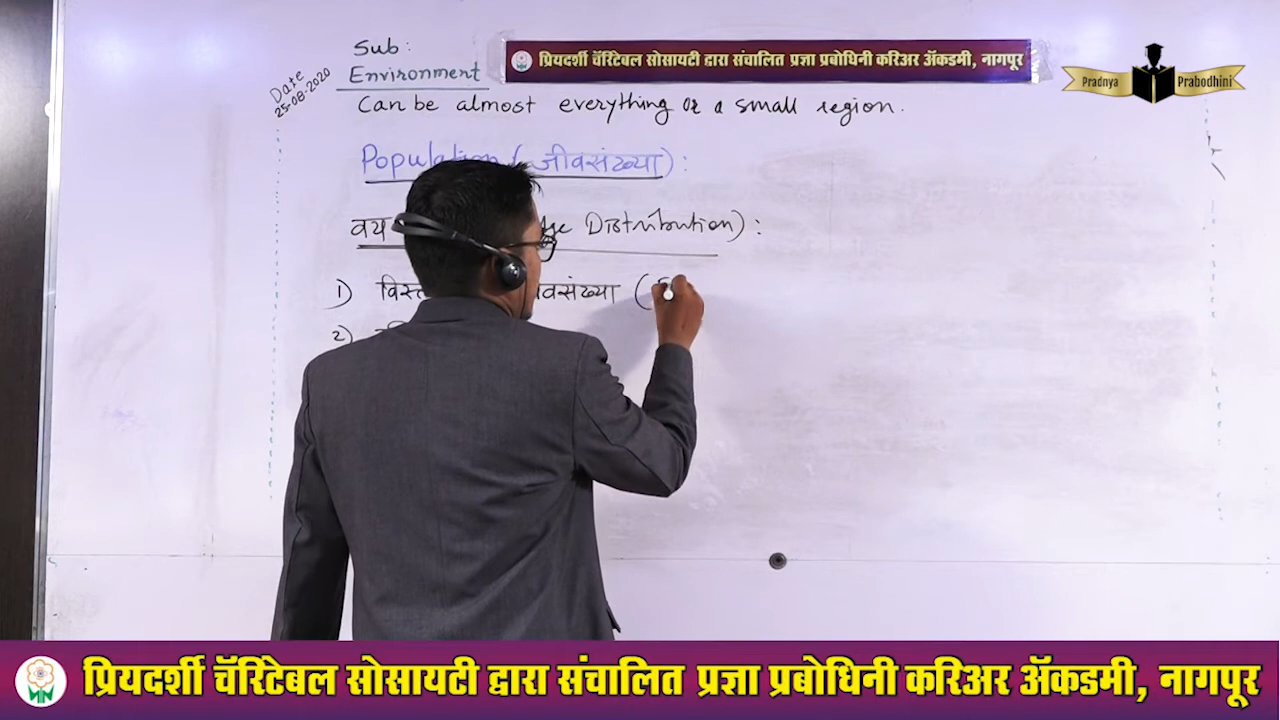 Sub:
Environment
Date
25-08-2020
प्रियदर्शी चॅरिटेबल सोसायटी द्वारा संचालित प्रज्ञा प्रबोधिनी करिअर ॲकडमी, नागपूर
Pradnya Prabodhini
Can be almost everything or a small region.
Population ( जीवसंख्या) :
वय Distribution) :
1) संख्या (
2)
प्रियदर्शी चॅरिटेबल सोसायटी द्वारा संचालित प्रज्ञा प्रबोधिनी करिअर ॲकडमी, नागपूर